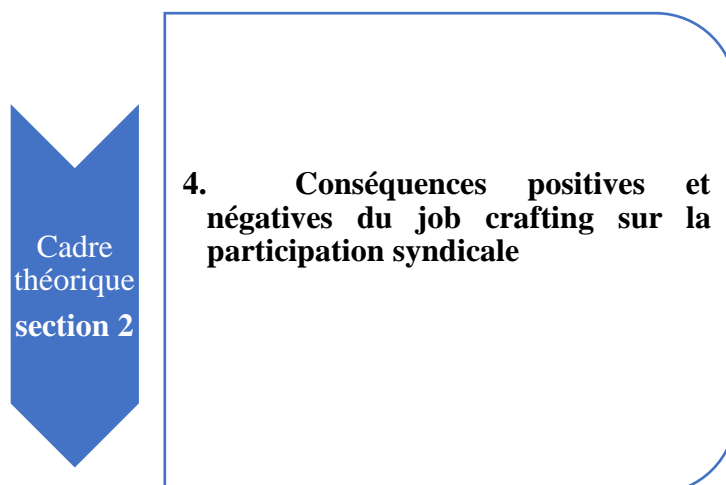 Cadre
théorique
section 2
4. Conséquences positives et
négatives du job crafting sur la
participation syndicale